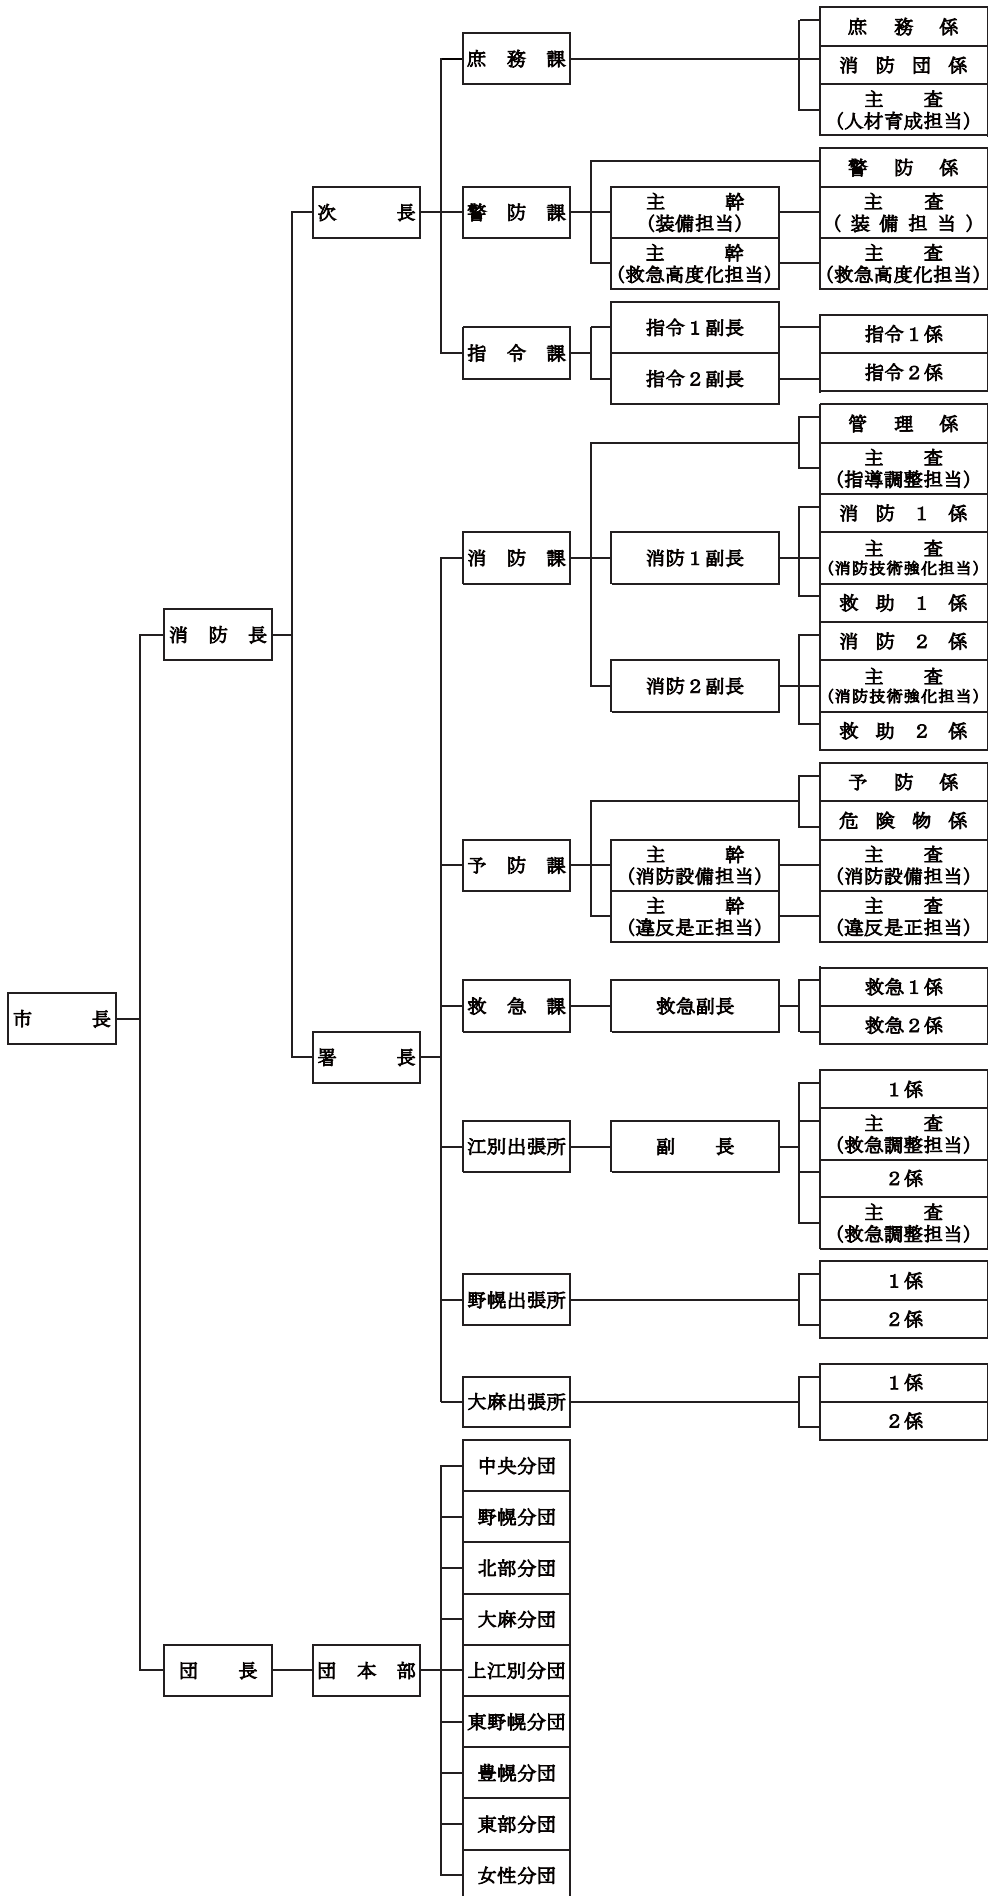 庶務係
庶務課
消防団係
主査
(人材育成担当)
警防係
次長
警防課
主幹
(装備担当)
主査
(装備担当)
主幹
(救急高度化担当)
主査
(救急高度化担当)
指令課
指令1副長
指令1係
指令2副長
指令2係
管理係
主査
(指導調整担当)
消防1係
消防課
消防1副長
主査
(消防技術強化担当)
救助1係
消防長
消防2係
消防2副長
主査
(消防技術強化担当)
救助2係
予防係
危険物係
予防課
主幹
(消防設備担当)
主査
(消防設備担当)
主幹
(違反是正担当)
主査
(違反是正担当)
救急1係
救急課
救急副長
市長
救急2係
署長
1係
主査
(救急調整担当)
江別出張所
副長
2係
主査
(救急調整担当)
1係
野幌出張所
2係
1係
大麻出張所
2係
中央分団
野幌分団
北部分団
大麻分団
団長
団本部
上江別分団
東野幌分団
豊幌分団
東部分団
女性分団